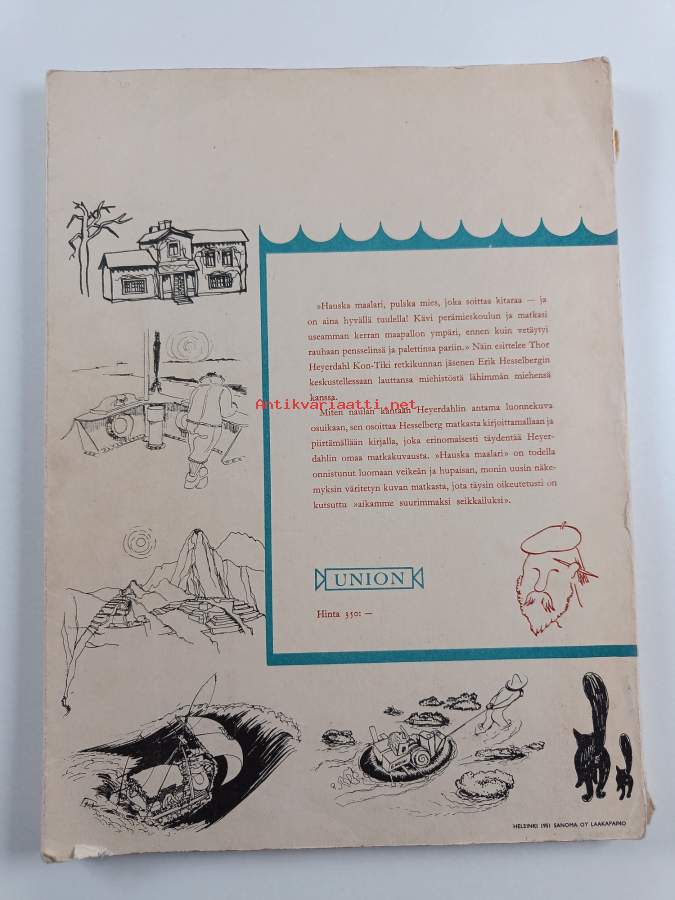 »Hauska maalari, pulska mies, joka soittaa kitaraa — ja
on aina hyvällä tuulella! Kävi perämieskoulun ja matkasi
useamman kerran maapallon ympäri, ennen kuin vetäytyi
rauhaan pensselinsä ja palettinsa pariin.» Näin esittelee Thor
Heyerdahl Kon-Tiki retkikunnan jäsenen Erik Hesselbergin
keskustellessaan lauttansa miehistöstä lähimmän miehensä
kanssa.
Antikvariaatti.net
Miten naulan kantaan Heyerdahlin antama luonnekuva
osuikaan, sen osoittaa Hesselberg matkasta kirjoittamallaan ja
piirtämällään kirjalla, joka erinomaisesti täydentää Heyer-
dahlin omaa matkakuvausta. »Hauska maalari» on todella
onnistunut luomaan veikeän ja hupaisan, monin uusin näke-
myksin väritetyn kuvan matkasta, jota täysin oikeutetusti on
kutsuttu »aikamme suurimmaksi seikkailuksi».
UNION
Hinta 350: —
HELSINKI 1951 SANOMA OY LAAKAPAINO